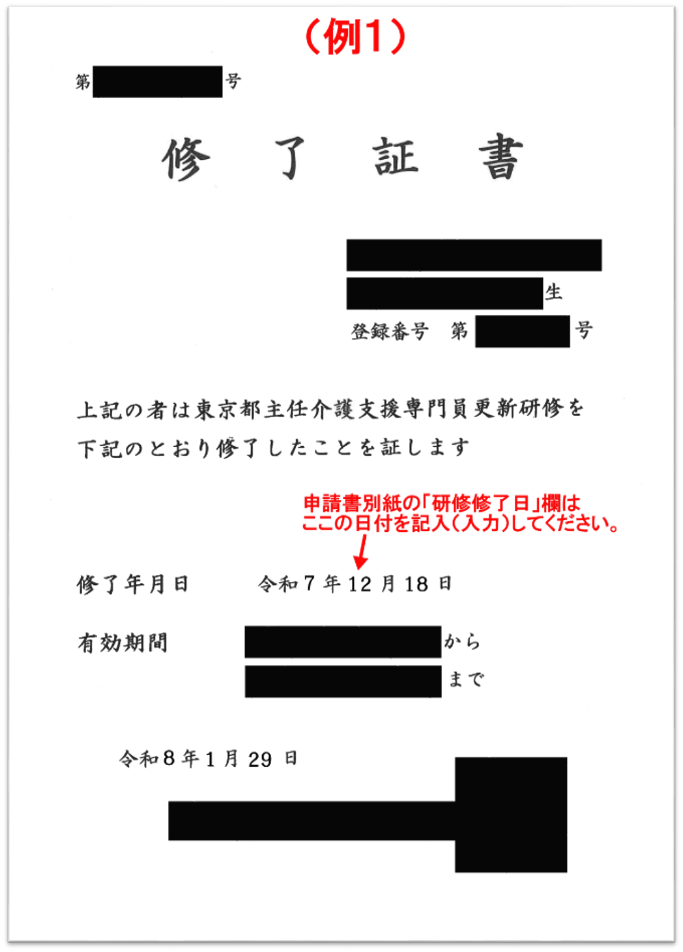 （例１）
第 号
修了証書
生
登録番号 第 号
上記の者は東京都主任介護支援専門員更新研修を
下記のとおり修了したことを証します
申請書別紙の「研修修了日」欄は
ここの日付を記入（入力）してください。
修了年月日 令和7年12月18日
有効期間 から
まで
令和8年1月29日